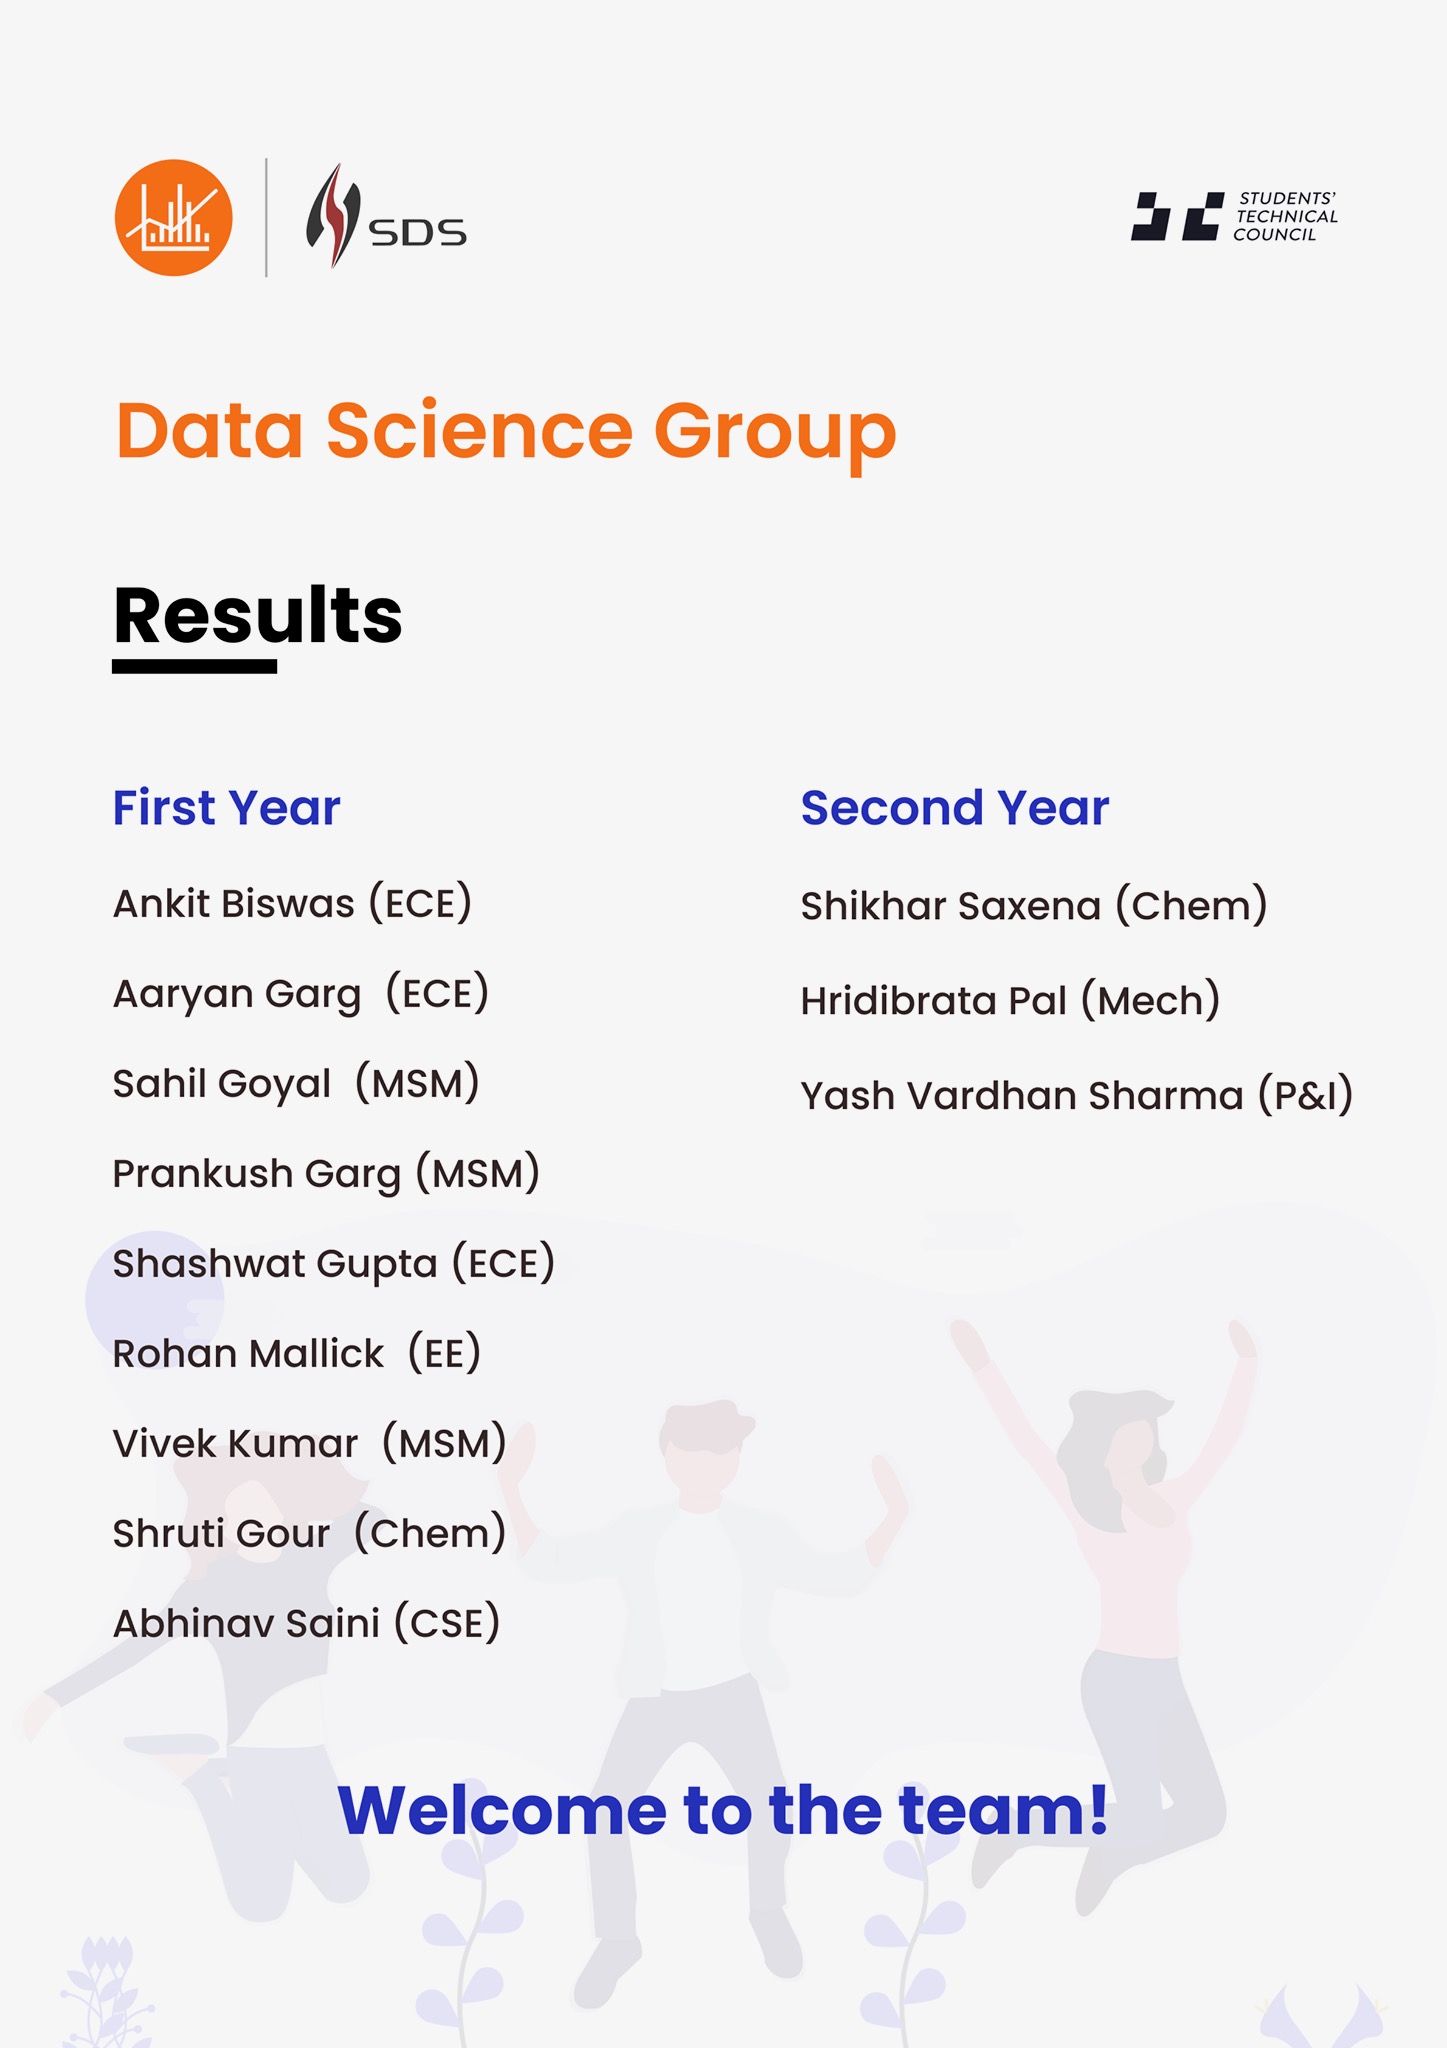 SDS
STUDENTS'
TECHNICAL
COUNCIL
Data Science Group
Results
First Year
Ankit Biswas (ECE)
Aaryan Garg (ECE)
Sahil Goyal (MSM)
Prankush Garg (MSM)
Shashwat Gupta (ECE)
Rohan Mallick (EE)
Vivek Kumar (MSM)
Shruti Gour (Chem)
Abhinav Saini (CSE)
Second Year
Shikhar Saxena (Chem)
Hridibrata Pal (Mech)
Yash Vardhan Sharma (P&I)
Welcome to the team!